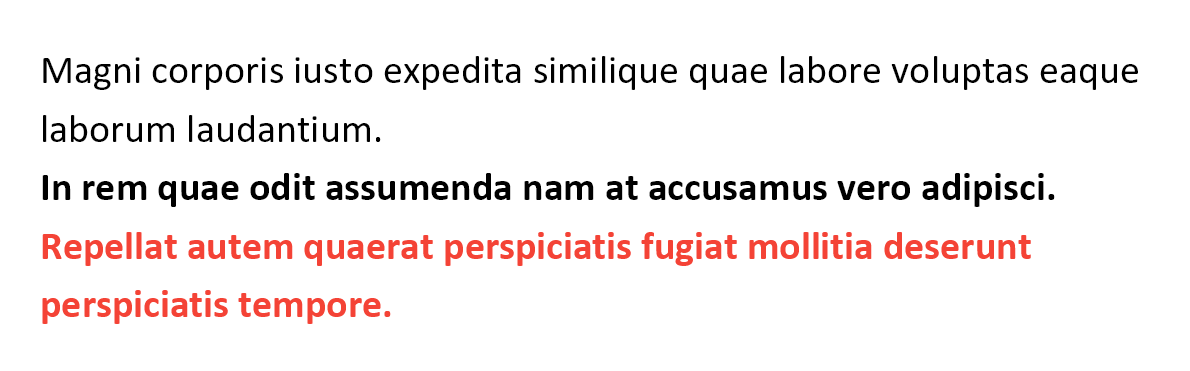 Magni corporis iusto expedita similique quae labore voluptas eaque
laborum laudantium.
In rem quae odit assumenda nam at accusamus vero adipisci.
Repellat autem quaerat perspiciatis fugiat mollitia deserunt
perspiciatis tempore.